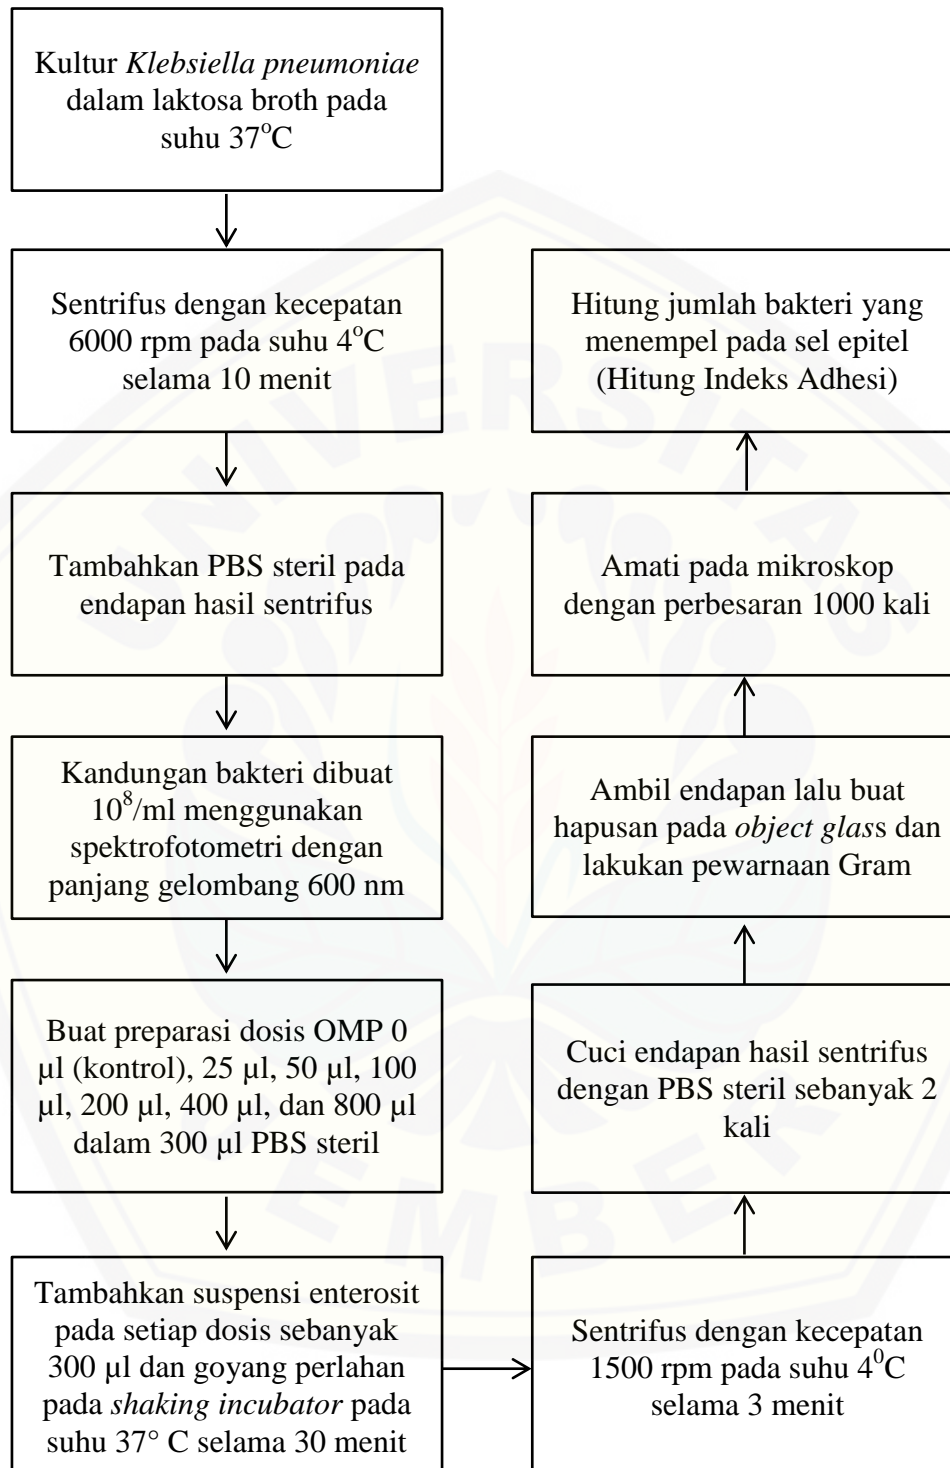 Kultur Klebsiella pneumoniae
dalam laktosa broth pada
suhu 37°C
Sentrifus dengan kecepatan
6000 rpm pada suhu 4°C
selama 10 menit
Tambahkan PBS steril pada
endapan hasil sentrifus
Kandungan bakteri dibuat
10⁸/ml menggunakan
spektrofotometri dengan
panjang gelombang 600 nm
Buat preparasi dosis OMP 0
µl (kontrol), 25 µl, 50 µl, 100
µl, 200 µl, 400 µl, dan 800 µl
dalam 300 µl PBS steril
Tambahkan suspensi enterosit
pada setiap dosis sebanyak
300 µl dan goyang perlahan
pada shaking incubator pada
suhu 37° C selama 30 menit
Sentrifus dengan kecepatan
1500 rpm pada suhu 4⁰C
selama 3 menit
Cuci endapan hasil sentrifus
dengan PBS steril sebanyak 2
kali
Ambil endapan lalu buat
hapusan pada object glass dan
lakukan pewarnaan Gram
Amati pada mikroskop
dengan perbesaran 1000 kali
Hitung jumlah bakteri yang
menempel pada sel epitel
(Hitung Indeks Adhesi)
UNIVERSITAS
JEMBER